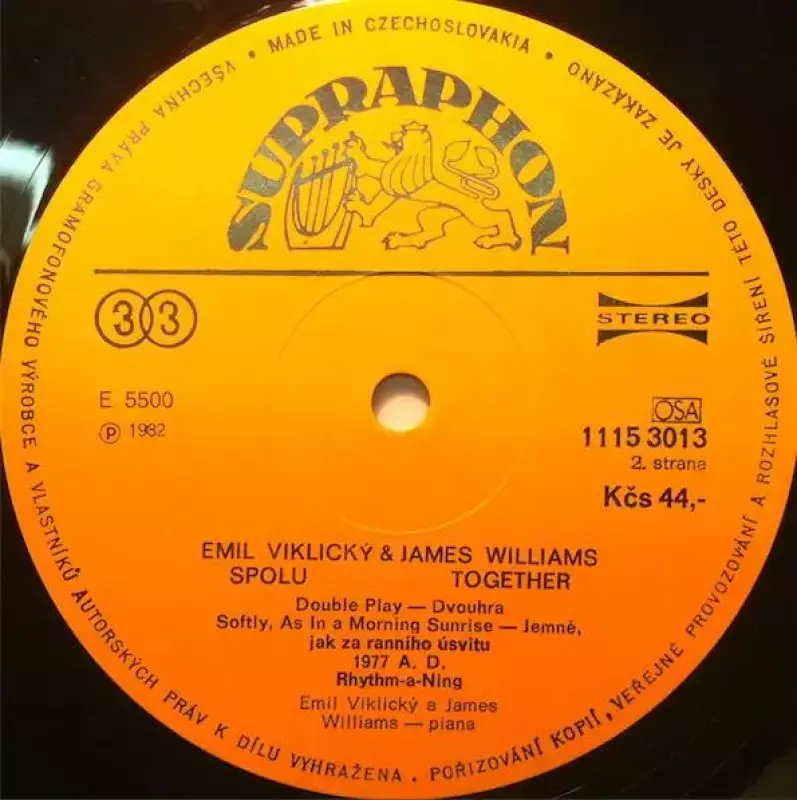 • MADE IN CZECHOSLOVAKIA •
SUPRAPHON
33
STEREO
E 5500
Ⓟ 1982
OSA
1115 3013
2. strana
Kčs 44,-
EMIL VIKLICKÝ & JAMES WILLIAMS
SPOLU TOGETHER
Double Play — Dvouhra
Softly, As In a Morning Sunrise — Jemně,
jak za ranního úsvitu
1977 A. D.
Rhythm-a-Ning
Emil Viklický a James
Williams — piana
VŠECHNA PRÁVA GRAMOFONOVÉHO VÝROBCE A VLASTNÍKŮ AUTORSKÝCH PRÁV K DÍLU VYHRAŽENA. POŘIZOVÁNÍ KOPIÍ, VEŘEJNÉ PROVOZOVÁNÍ A ROZHLASOVÉ ŠÍŘENÍ TÉTO DESKY JE ZAKÁZÁNO